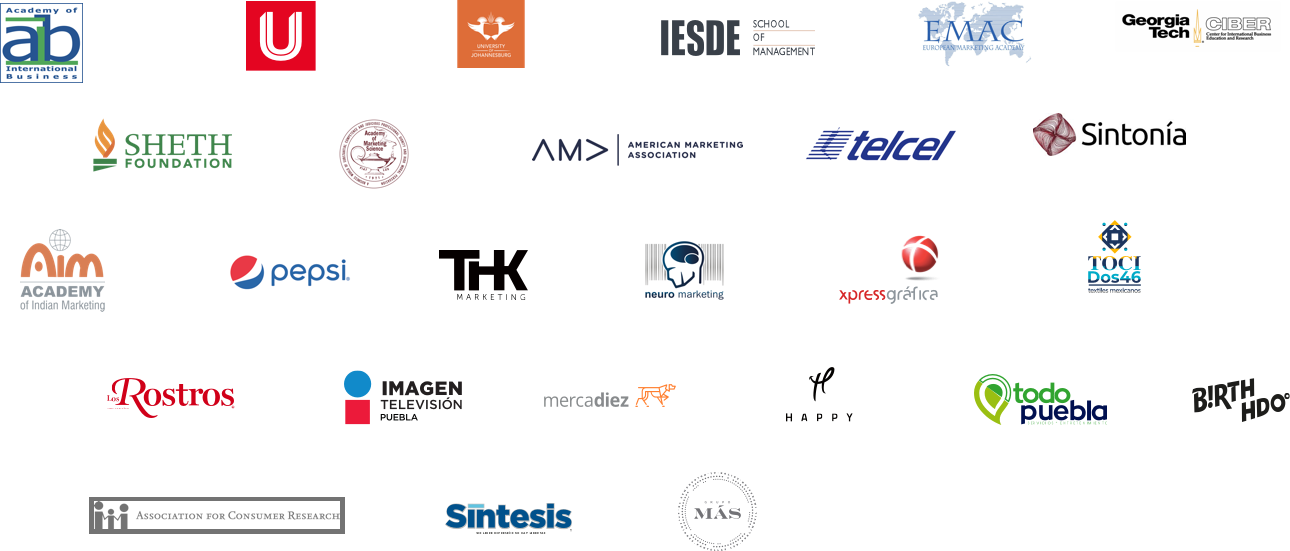 Academy of
aib
International
Business
U
UNIVERSITY
OF
JOHANNESBURG
IESDE
SCHOOL
OF
MANAGEMENT
EMAC
EUROPEAN MARKETING ACADEMY
Georgia
Tech
CIBER
Center for International Business
Education and Research
SHETH
FOUNDATION
Academy
of
Marketing
Science
AMA
AMERICAN MARKETING
ASSOCIATION
telcel
Sintonía
Aim
ACADEMY
of Indian Marketing
pepsi
THK
MARKETING
neuro marketing
xpressgráfica
TOCI
Dos46
textiles mexicanos
Los Rostros
IMAGEN
TELEVISIÓN
PUEBLA
mercadiez
H
HAPPY
todo
puebla
B!RTH
HDO
ASSOCIATION FOR CONSUMER RESEARCH
Síntesis
GRUPO
MÁS